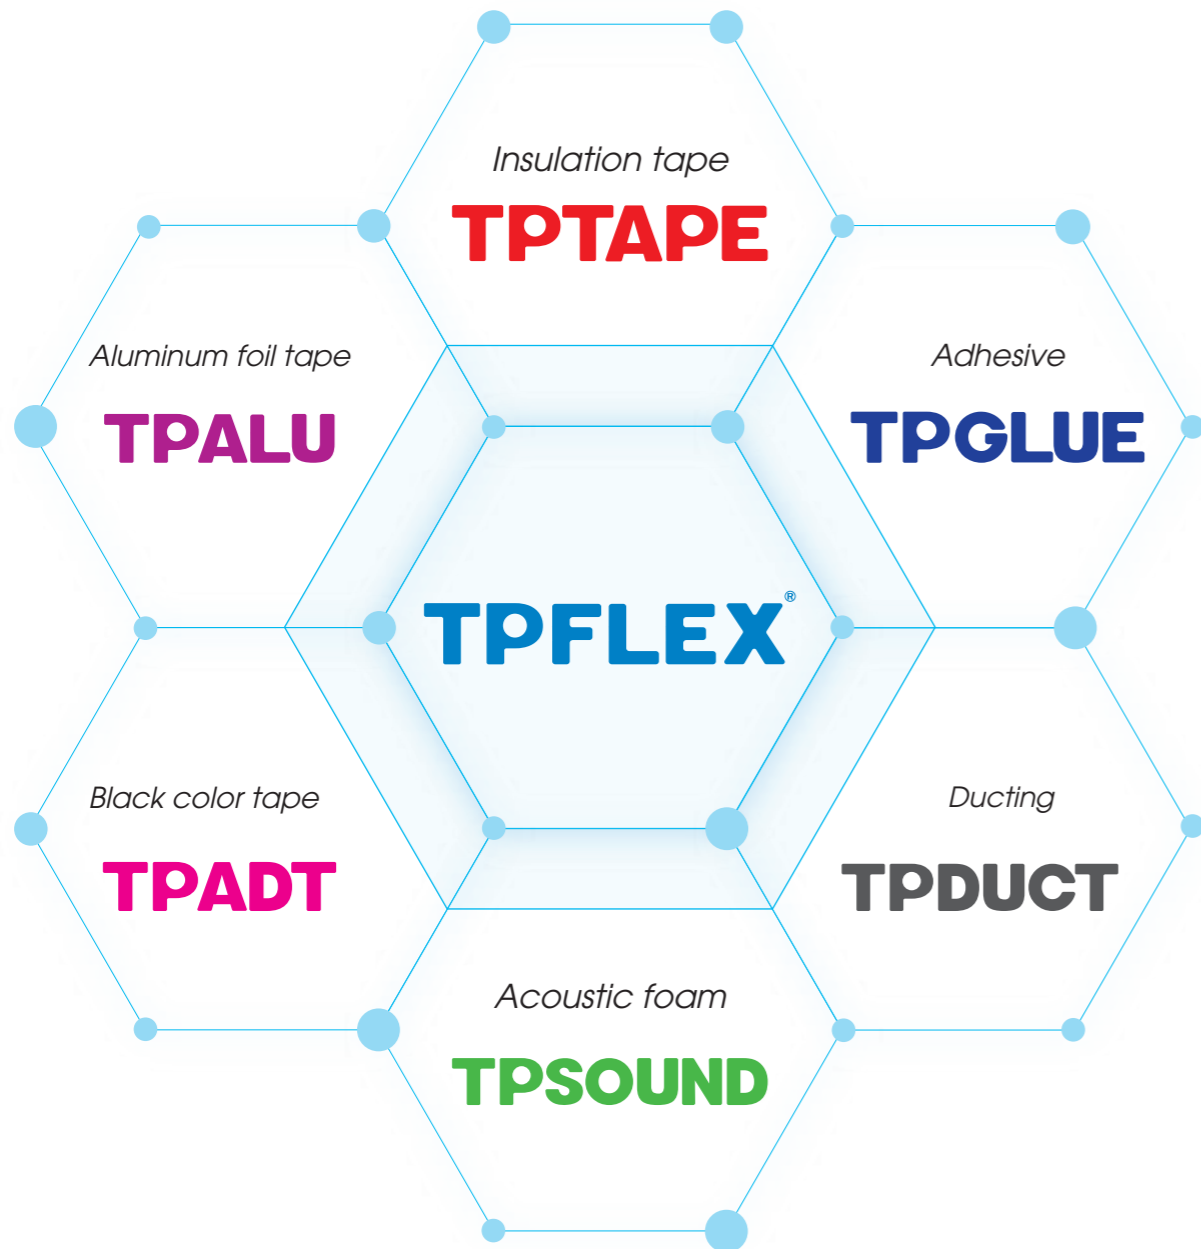 Insulation tape
TPTAPE
Aluminum foil tape
TPALU
Adhesive
TPGLUE
TPFLEX®
Black color tape
TPADT
Ducting
TPDUCT
Acoustic foam
TPSOUND